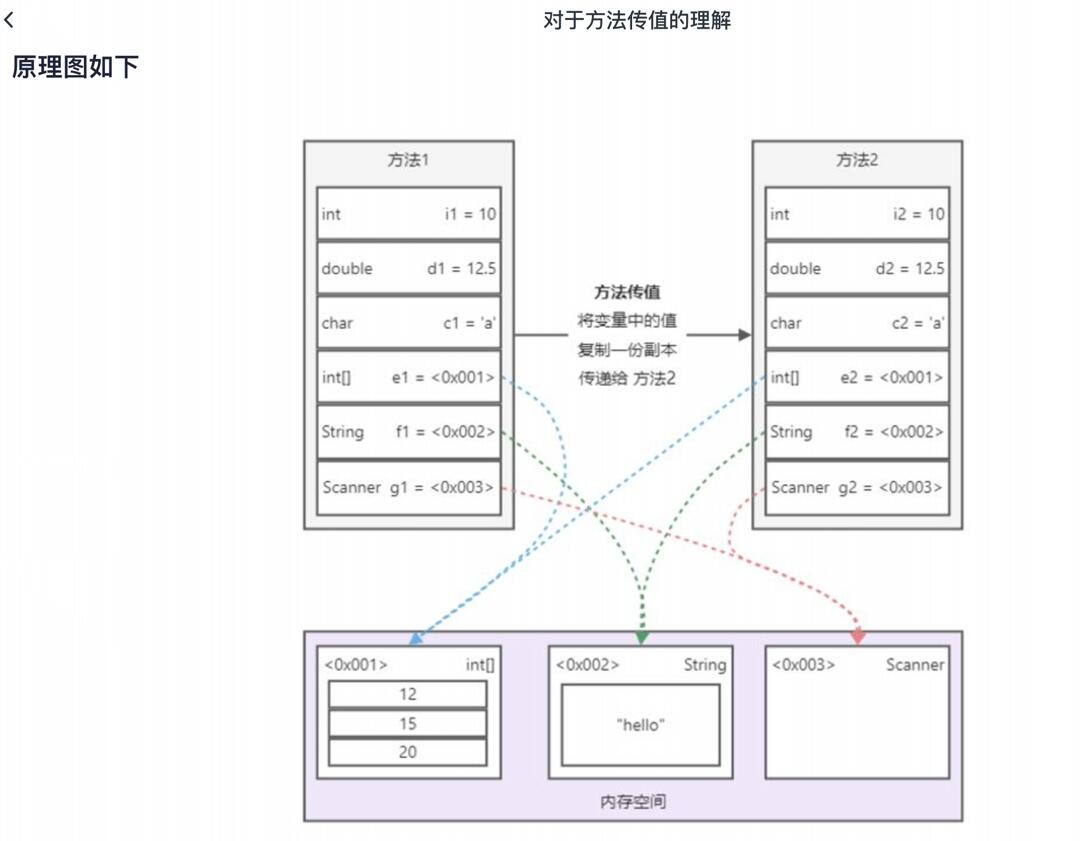 对于方法传值的理解
原理图如下
方法1
int i1 = 10
double d1 = 12.5
char c1 = 'a'
int[] e1 = <0x001>
String f1 = <0x002>
Scanner g1 = <0x003>
方法传值
将变量中的值
复制一份副本
传递给 方法2
方法2
int i2 = 10
double d2 = 12.5
char c2 = 'a'
int[] e2 = <0x001>
String f2 = <0x002>
Scanner g2 = <0x003>
<0x001> int[]
12
15
20
<0x002> String
"hello"
<0x003> Scanner
内存空间